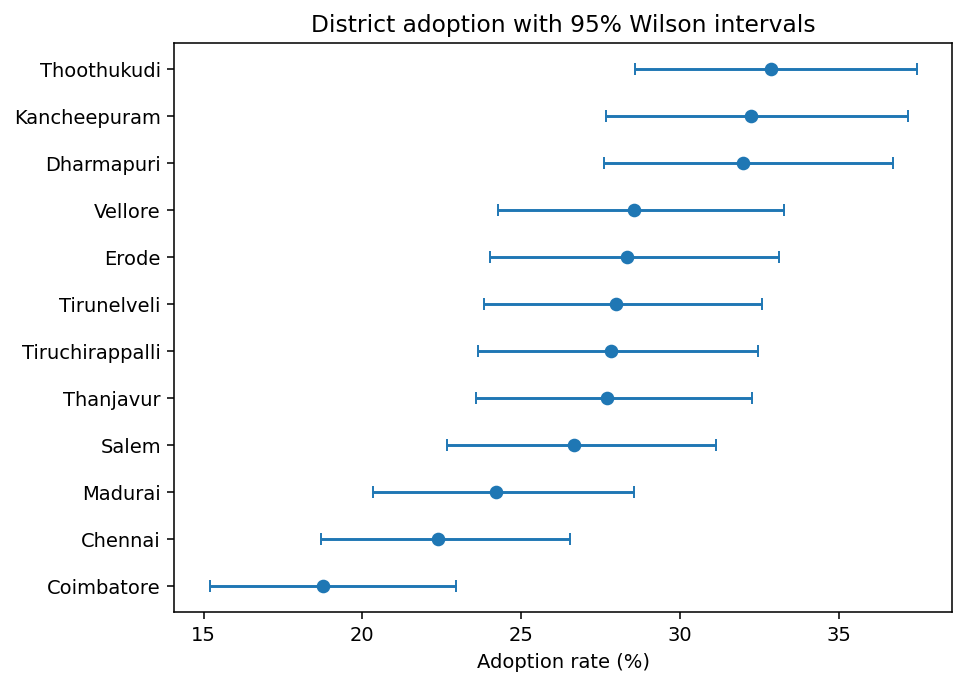 District adoption with 95% Wilson intervals
Thoothukudi
Kancheepuram
Dharmapuri
Vellore
Erode
Tirunelveli
Tiruchirappalli
Thanjavur
Salem
Madurai
Chennai
Coimbatore
15 20 25 30 35
Adoption rate (%)